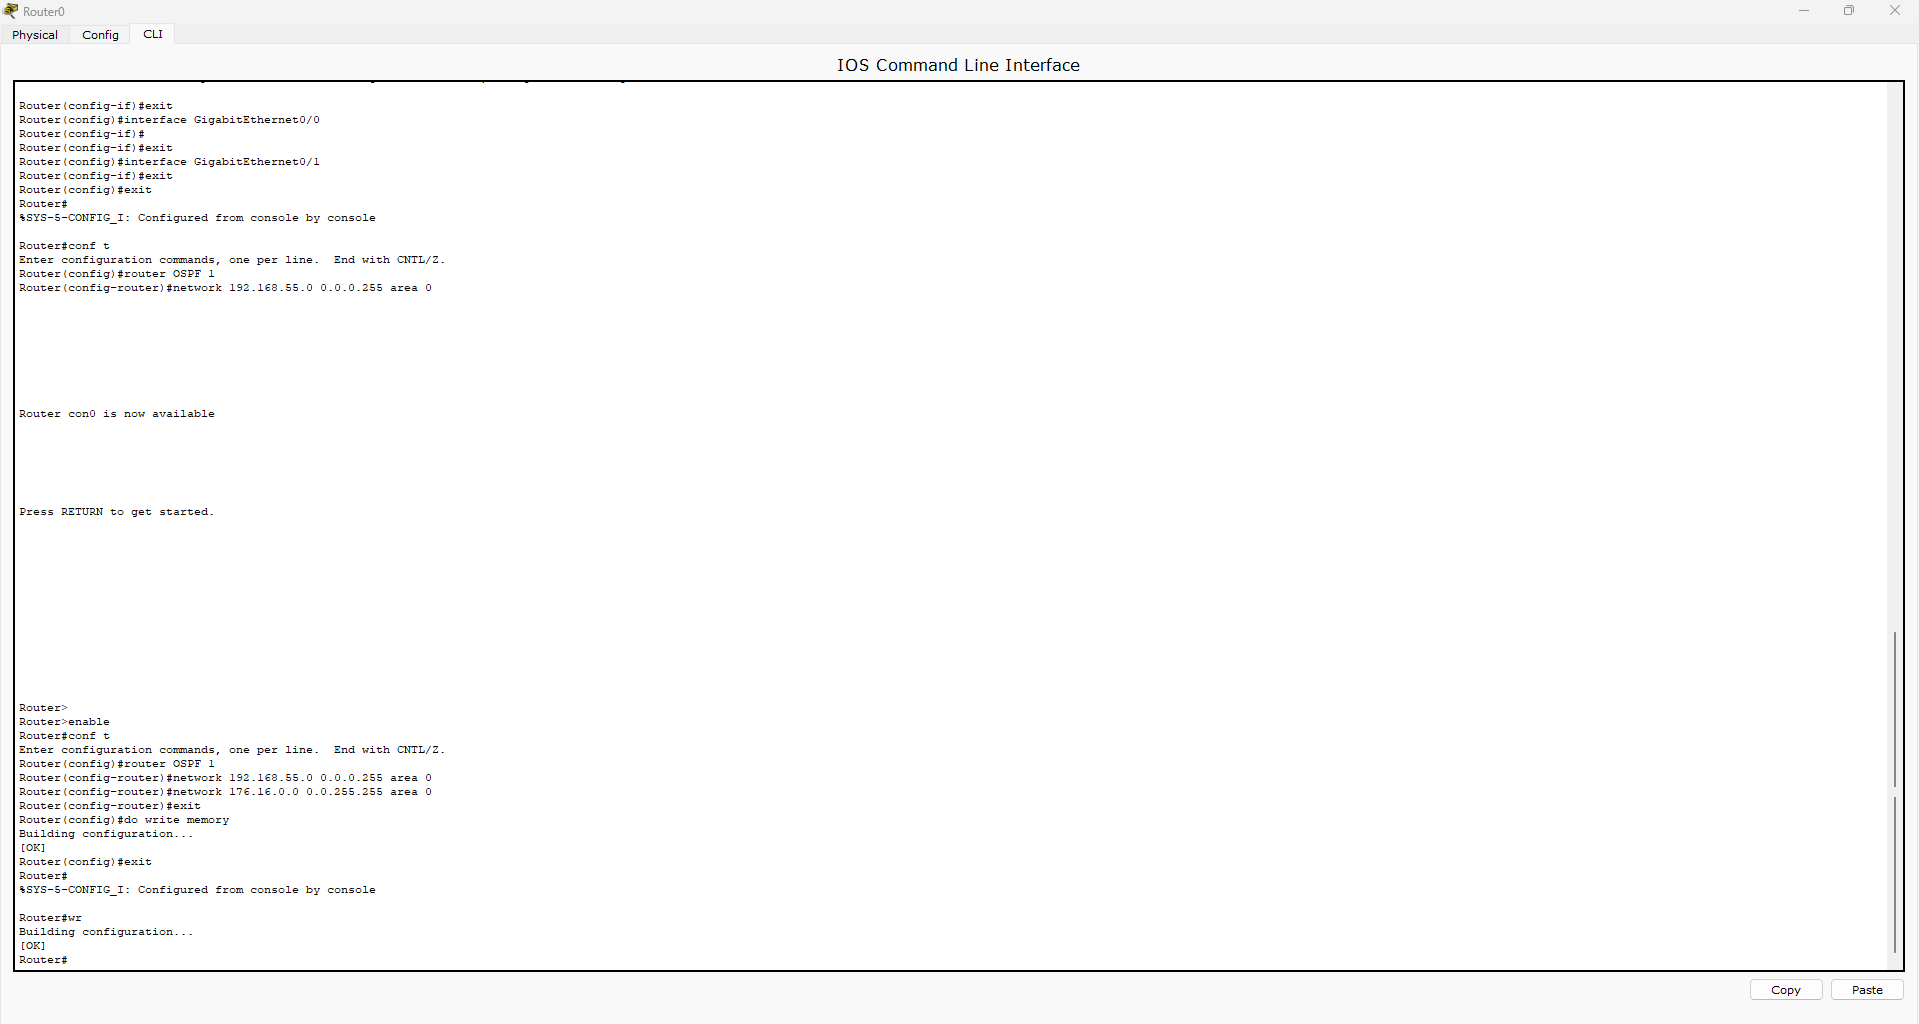 Router0
Physical Config CLI
IOS Command Line Interface
Router(config-if)#exit
Router(config)#interface GigabitEthernet0/0
Router(config-if)#
Router(config-if)#exit
Router(config)#interface GigabitEthernet0/1
Router(config-if)#exit
Router(config)#exit
Router#
%SYS-5-CONFIG_I: Configured from console by console
Router#conf t
Enter configuration commands, one per line.  End with CNTL/Z.
Router(config)#router OSPF 1
Router(config-router)#network 192.168.55.0 0.0.0.255 area 0
Router con0 is now available
Press RETURN to get started.
Router>
Router>enable
Router#conf t
Enter configuration commands, one per line.  End with CNTL/Z.
Router(config)#router OSPF 1
Router(config-router)#network 192.168.55.0 0.0.0.255 area 0
Router(config-router)#network 176.16.0.0 0.0.255.255 area 0
Router(config-router)#exit
Router(config)#do write memory
Building configuration...
[OK]
Router(config)#exit
Router#
%SYS-5-CONFIG_I: Configured from console by console
Router#wr
Building configuration...
[OK]
Router#
Copy Paste